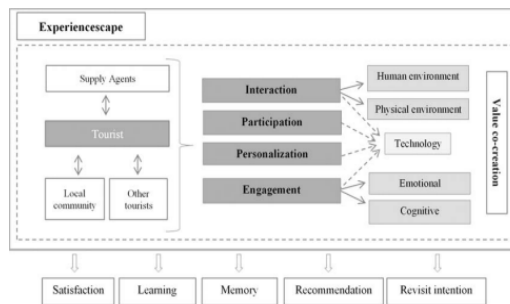 Experiencescape
Supply Agents
Tourist
Local
community
Other
tourists
Interaction
Participation
Personalization
Engagement
Human environment
Physical environment
Technology
Emotional
Cognitive
Value co-creation
Satisfaction
Learning
Memory
Recommendation
Revisit intention